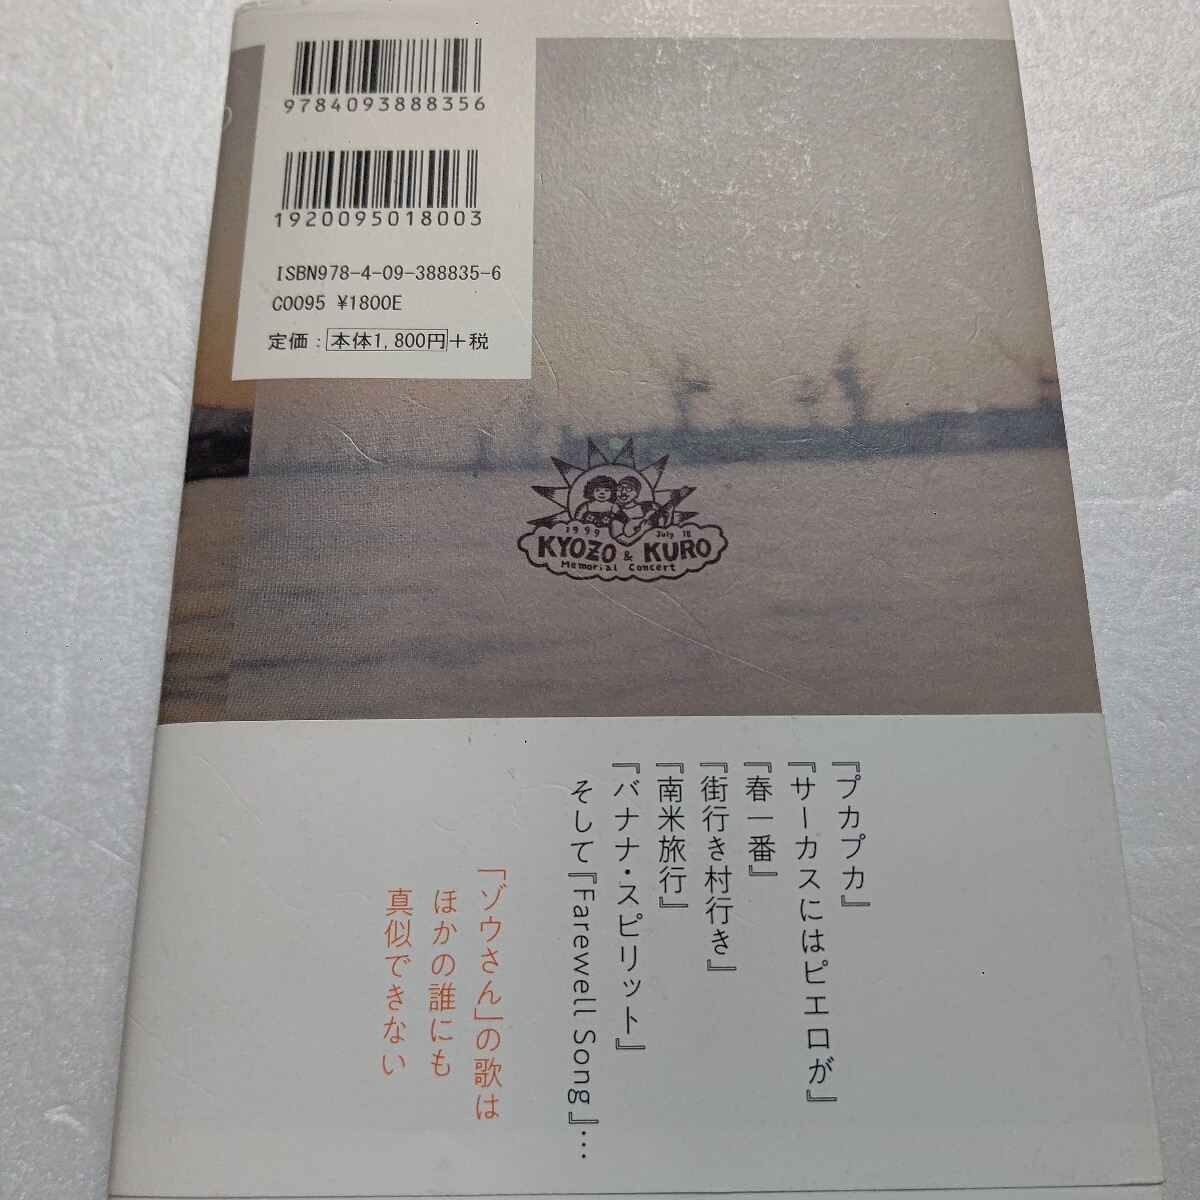 9784093888356
1920095018003
ISBN978-4-09-388835-6
C0095 ¥1800E
定価：本体1,800円＋税
1999 July 18
KYOZO & KURO
Memorial Concert
『プカプカ』
『サーカスにはピエロが』
『春一番』
『街行き村行き』
『南米旅行』
『バナナ・スピリット』
そして『Farewell Song』…
「ゾウさん」の歌は
ほかの誰にも
真似できない